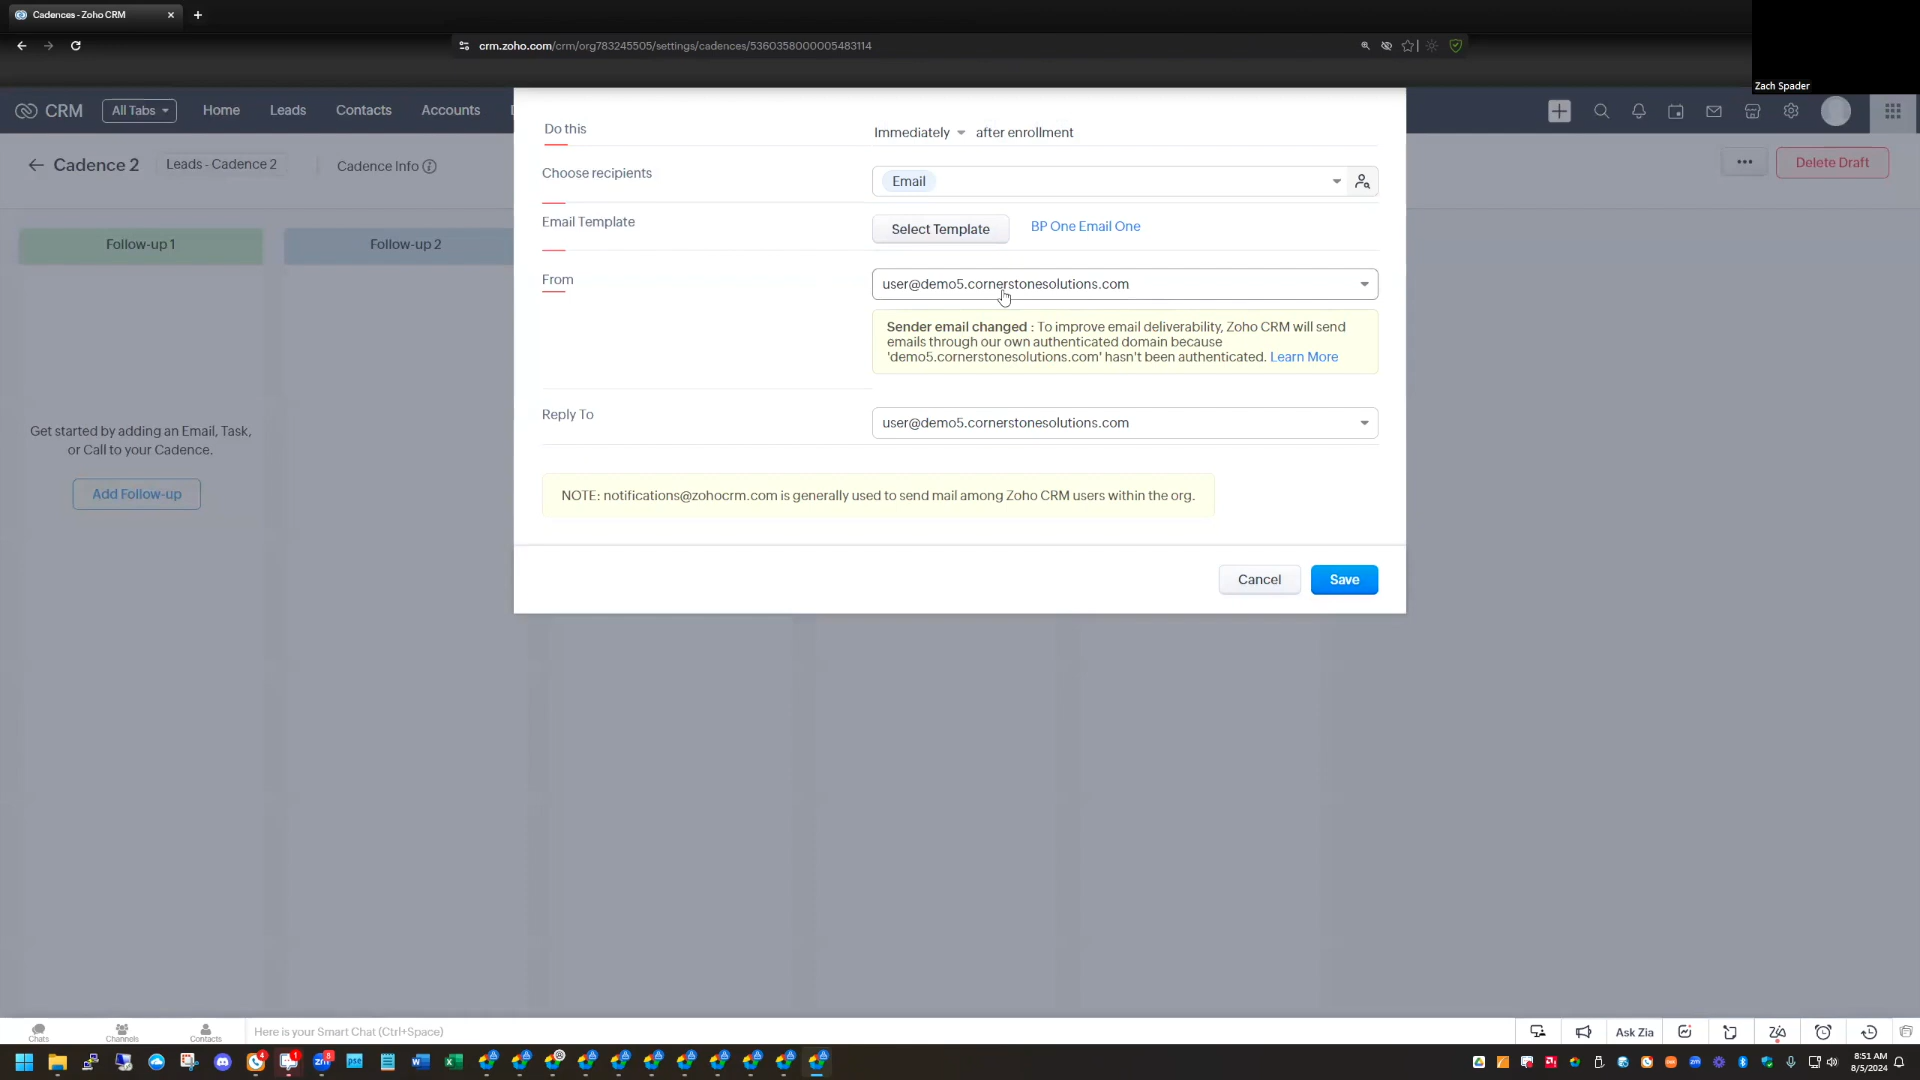 Cadences - Zoho CRM
crm.zoho.com/crm/org783245505/settings/cadences/5360358000005483114
Zach Spader
CRM
All Tabs
Home
Leads
Contacts
Accounts
Cadence 2
Leads - Cadence 2
Cadence Info
Delete Draft
Follow-up 1
Follow-up 2
Get started by adding an Email, Task,
or Call to your Cadence.
Add Follow-up
Do this
Immediately after enrollment
Choose recipients
Email
Email Template
Select Template
BP One Email One
From
user@demo5.cornerstonesolutions.com
Sender email changed : To improve email deliverability, Zoho CRM will send
emails through our own authenticated domain because
'demo5.cornerstonesolutions.com' hasn't been authenticated. Learn More
Reply To
user@demo5.cornerstonesolutions.com
NOTE: notifications@zohocrm.com is generally used to send mail among Zoho CRM users within the org.
Cancel
Save
Chats
Channels
Contacts
Here is your Smart Chat (Ctrl+Space)
Ask Zia
8:51 AM
8/5/2024